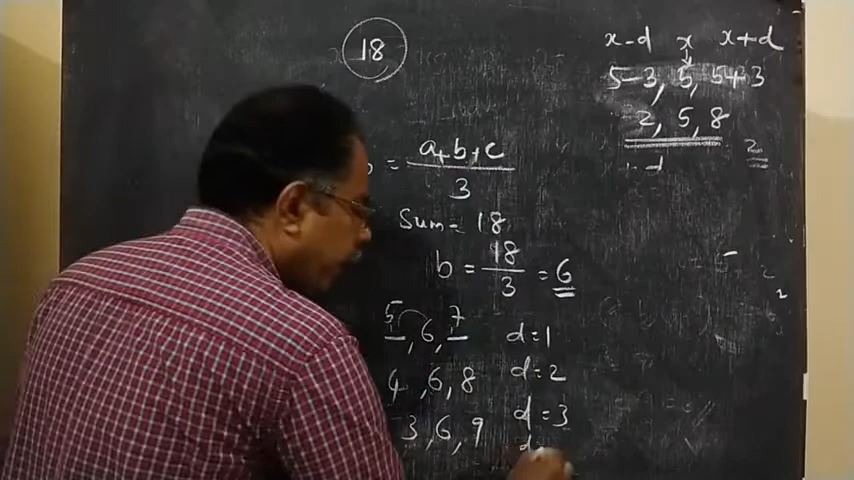 18
= a+b+c / 3
Sum = 18
b = 18 / 3 = 6
5, 6, 7 d=1
4, 6, 8 d=2
3, 6, 9 d=3
d=
x-d x x+d
5-3, 5, 5+3
2, 5, 8